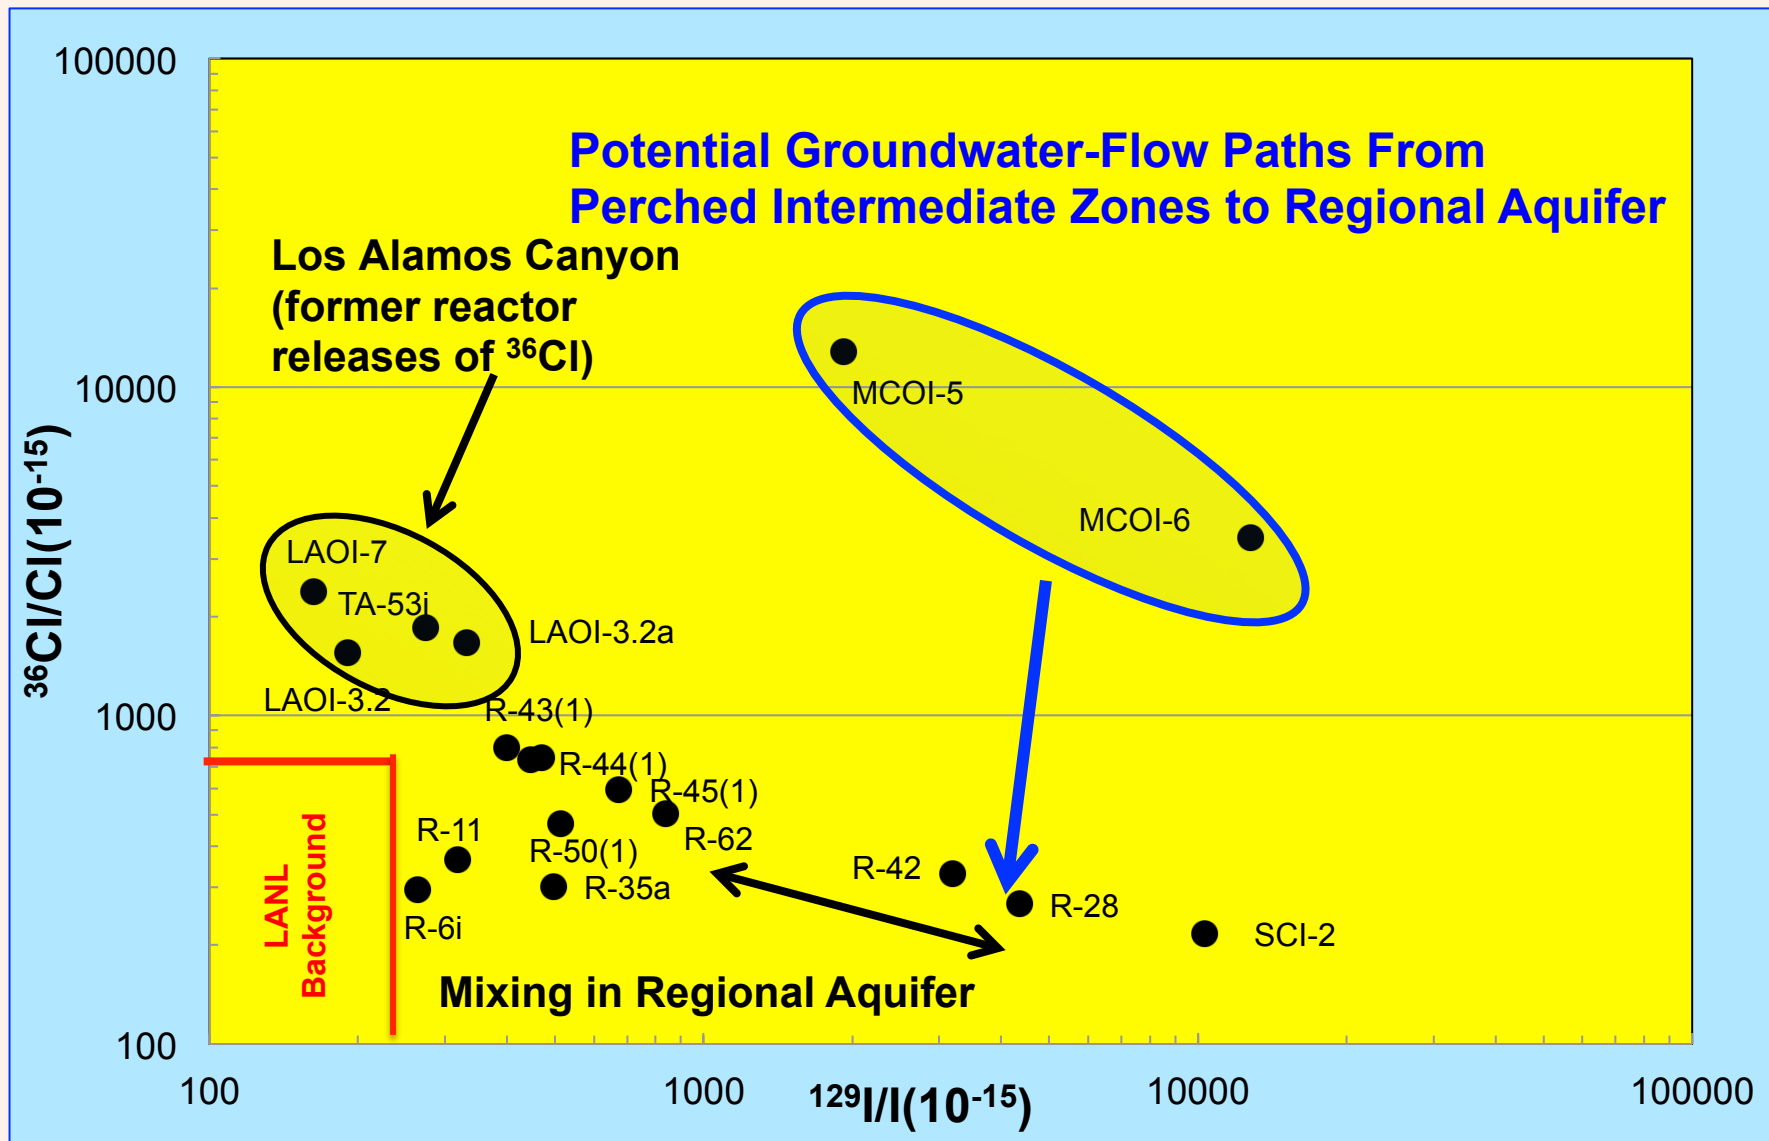 100000
10000
1000
100
³⁶Cl/Cl(10⁻¹⁵)
Potential Groundwater-Flow Paths From
Perched Intermediate Zones to Regional Aquifer
Los Alamos Canyon
(former reactor
releases of ³⁶Cl)
MCOI-5
MCOI-6
LAOI-7
TA-53i
LAOI-3.2a
LAOI-3.2
R-43(1)
R-44(1)
R-45(1)
R-62
R-11
R-50(1)
R-35a
R-6i
R-42
R-28
SCI-2
LANL
Background
Mixing in Regional Aquifer
100
1000
10000
100000
¹²⁹I/I(10⁻¹⁵)